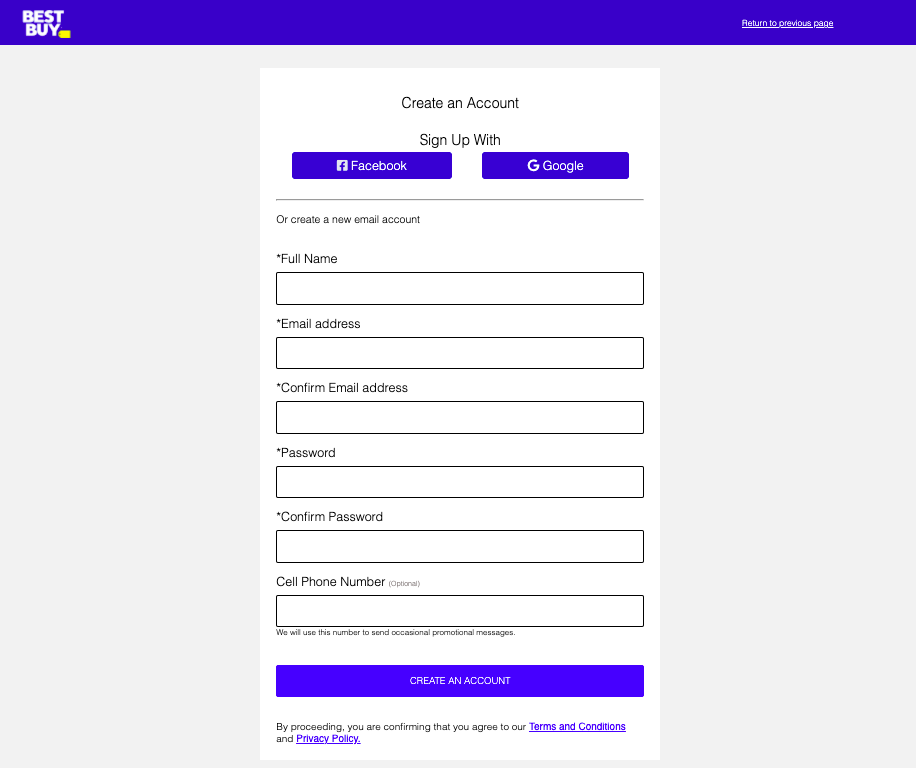 BEST
BUY
Return to previous page
Create an Account
Sign Up With
Facebook
Google
Or create a new email account
*Full Name
*Email address
*Confirm Email address
*Password
*Confirm Password
Cell Phone Number (Optional)
We will use this number to send occasional promotional messages.
CREATE AN ACCOUNT
By proceeding, you are confirming that you agree to our Terms and Conditions
and Privacy Policy.